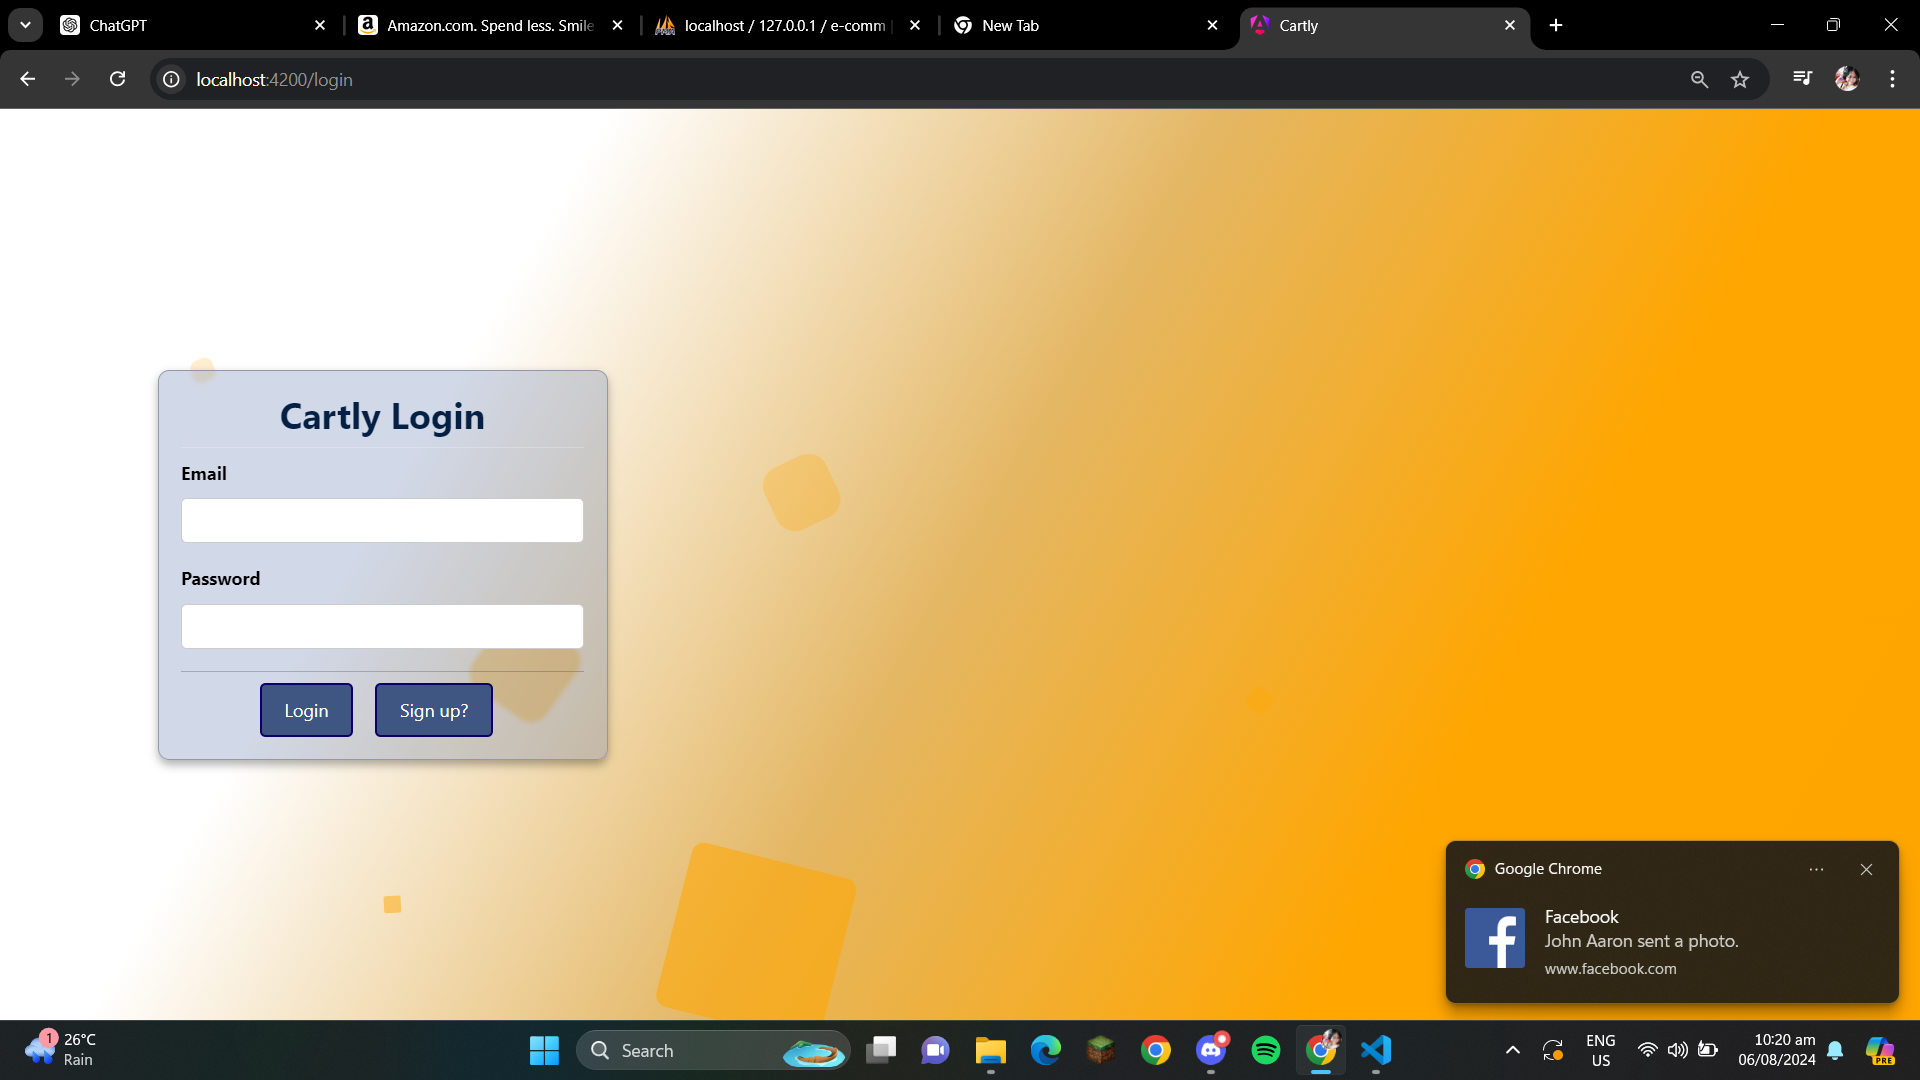 ChatGPT
Amazon.com. Spend less. Smile
localhost / 127.0.0.1 / e-comm
New Tab
Cartly
localhost:4200/login
Cartly Login
Email
Password
Login
Sign up?
Google Chrome
Facebook
John Aaron sent a photo.
www.facebook.com
1
26°C
Rain
Search
ENG
US
10:20 am
06/08/2024
PRE